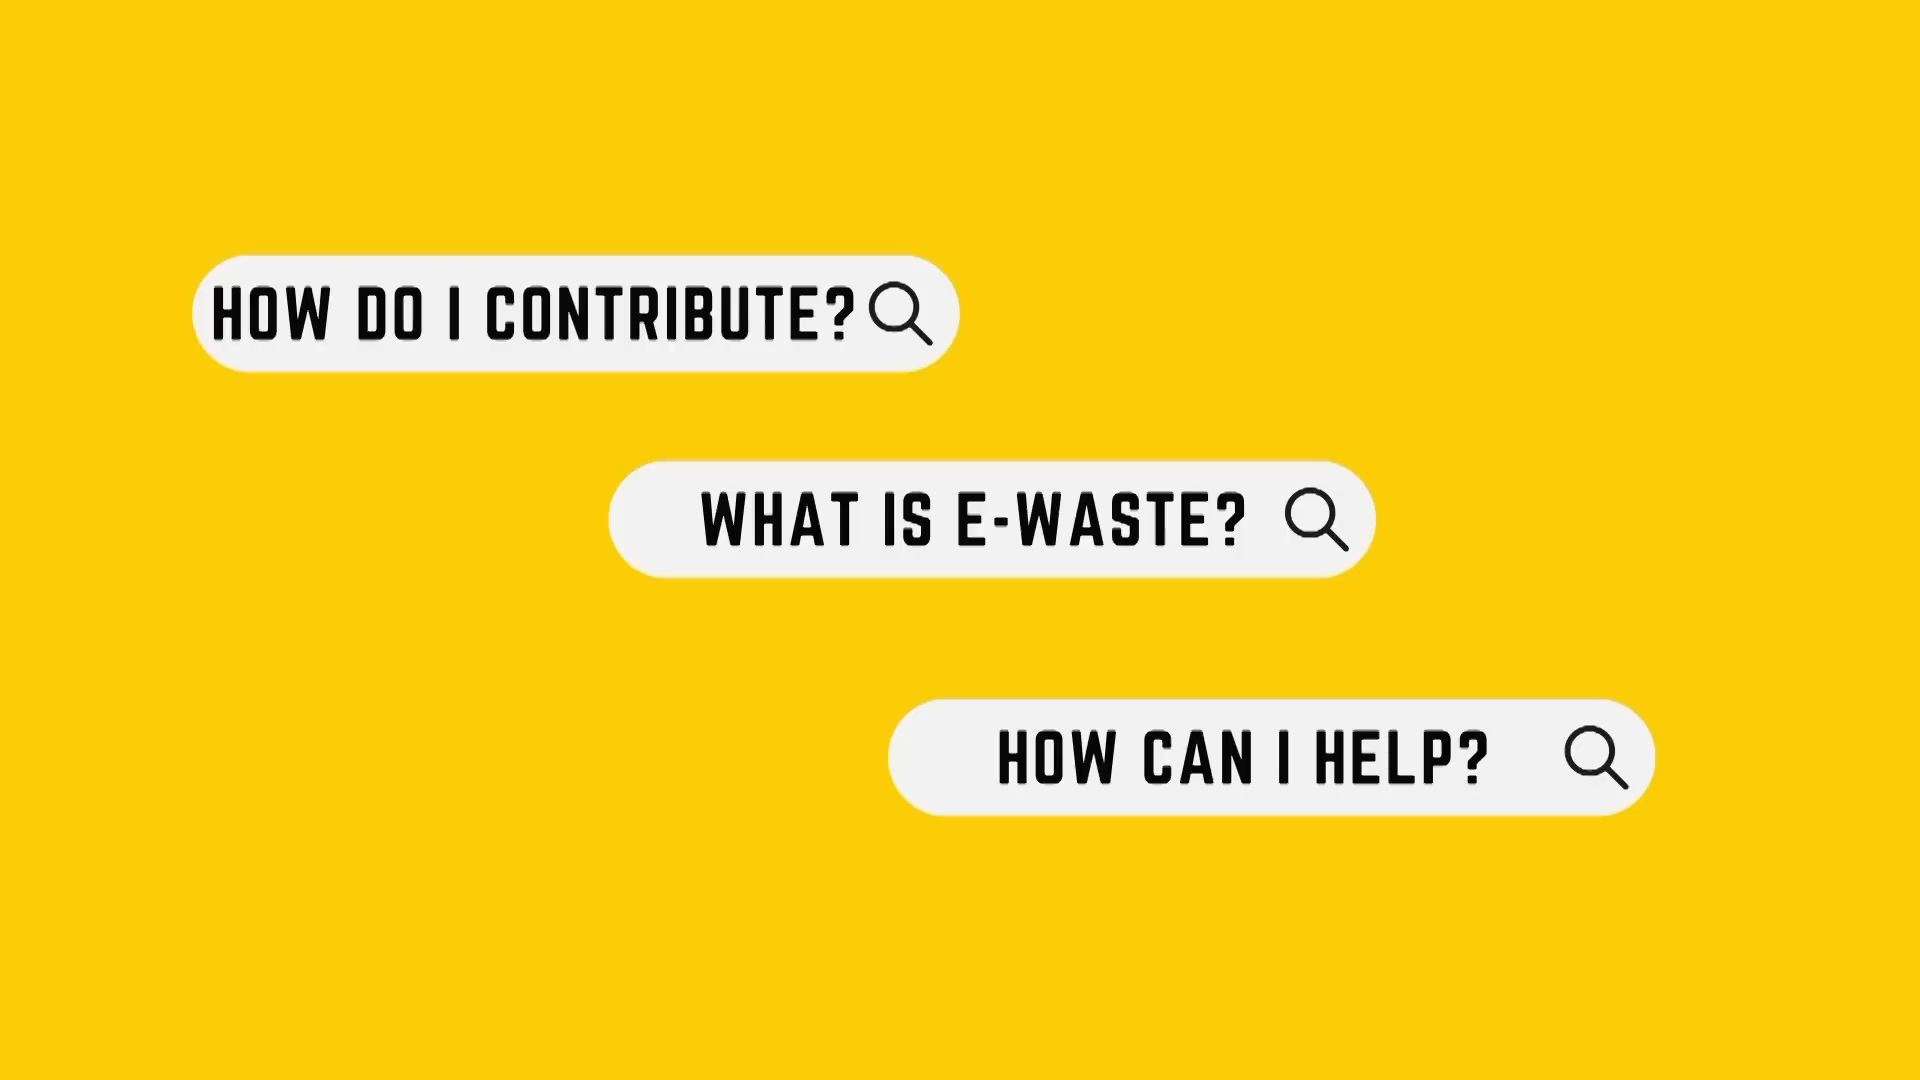 HOW DO I CONTRIBUTE?
WHAT IS E-WASTE?
HOW CAN I HELP?